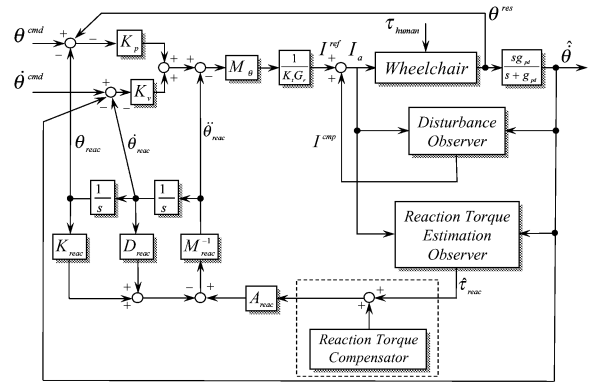 θ^cmd
θ^res
τ_human
K_p
I^ref
I_a
Wheelchair
sg_pd / (s + g_pd)
θ̇̂
M_θ
1 / (K_t G_r)
θ̇^cmd
K_v
I^cmp
Disturbance
Observer
θ_reac
θ̇_reac
θ̈_reac
1/s
1/s
Reaction Torque
Estimation
Observer
K_reac
D_reac
M_reac^−1
τ̂_reac
A_reac
Reaction Torque
Compensator